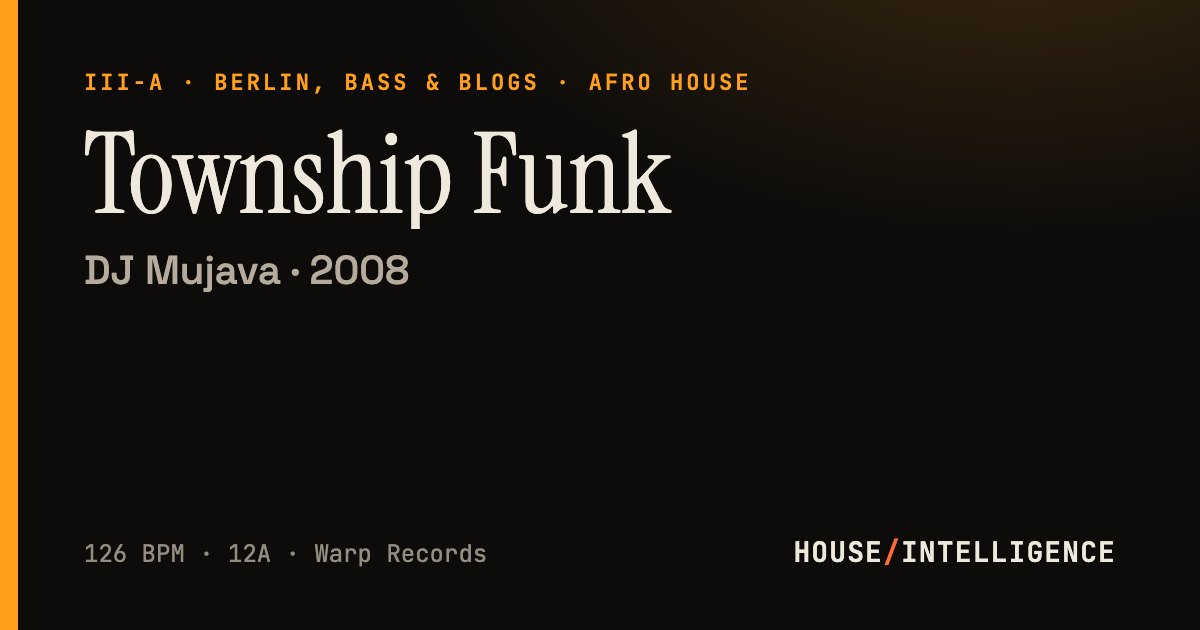 III-A · BERLIN, BASS & BLOGS · AFRO HOUSE
Township Funk
DJ Mujava · 2008
126 BPM · 12A · Warp Records
HOUSE/INTELLIGENCE